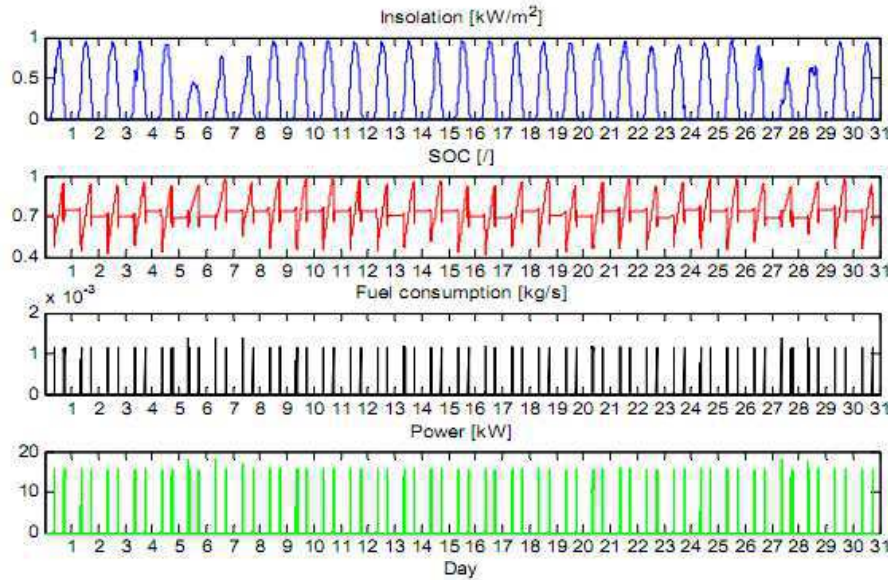 Insolation [kW/m²]
1
0.5
0
1 2 3 4 5 6 7 8 9 10 11 12 13 14 15 16 17 18 19 20 21 22 23 24 25 26 27 28 29 30 31
SOC [/]
1
0.7
0.4
1 2 3 4 5 6 7 8 9 10 11 12 13 14 15 16 17 18 19 20 21 22 23 24 25 26 27 28 29 30 31
x 10⁻³ Fuel consumption [kg/s]
2
1
0
1 2 3 4 5 6 7 8 9 10 11 12 13 14 15 16 17 18 19 20 21 22 23 24 25 26 27 28 29 30 31
Power [kW]
20
10
0
1 2 3 4 5 6 7 8 9 10 11 12 13 14 15 16 17 18 19 20 21 22 23 24 25 26 27 28 29 30 31
Day